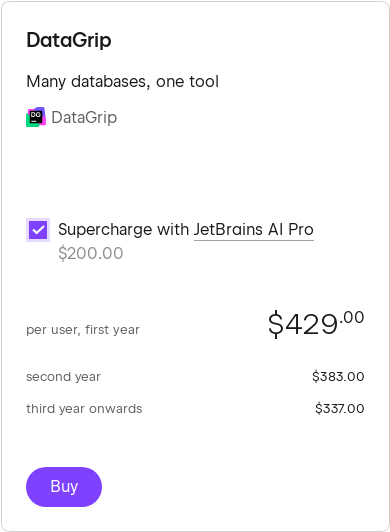 DataGrip
Many databases, one tool
DG DataGrip
Supercharge with JetBrains AI Pro
$200.00
per user, first year $429.00
second year $383.00
third year onwards $337.00
Buy